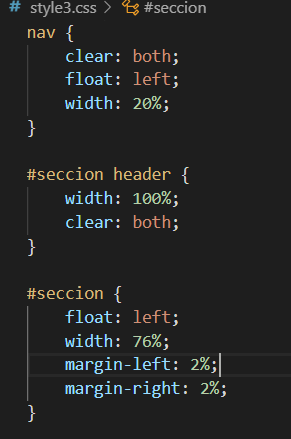 # style3.css > #seccion
nav {
    clear: both;
    float: left;
    width: 20%;
}

#seccion header {
    width: 100%;
    clear: both;
}

#seccion {
    float: left;
    width: 76%;
    margin-left: 2%;
    margin-right: 2%;
}